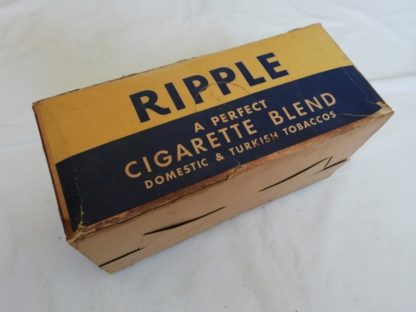 RIPPLE
A PERFECT
CIGARETTE BLEND
DOMESTIC & TURKISH TOBACCOS